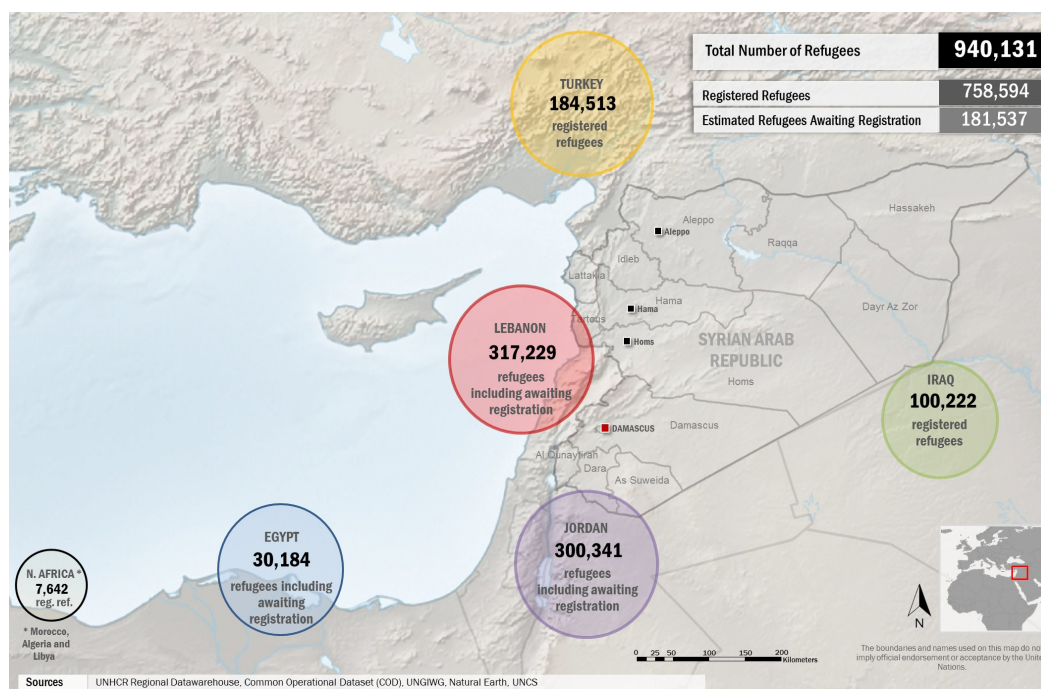 TURKEY
184,513
registered
refugees
Total Number of Refugees 940,131
Registered Refugees 758,594
Estimated Refugees Awaiting Registration 181,537
Hassakeh
Aleppo
Aleppo
Raqqa
Idleb
Lattakia
Hama
Hama
Dayr Az Zor
Tartous
Homs
SYRIAN ARAB
REPUBLIC
Homs
LEBANON
317,229
refugees
including awaiting
registration
IRAQ
100,222
registered
refugees
DAMASCUS
Damascus
Al Qunaytirah
Dara
As Suweida
EGYPT
30,184
refugees including
awaiting
registration
JORDAN
300,341
refugees
including awaiting
registration
N. AFRICA *
7,642
reg. ref.
* Morocco,
Algeria and
Libya
N
0 25 50 100 150 200
Kilometers
The boundaries and names used on this map do no
imply official endorsement or acceptance by the Unite
Nations.
Sources UNHCR Regional Datawarehouse, Common Operational Dataset (COD), UNGIWG, Natural Earth, UNCS